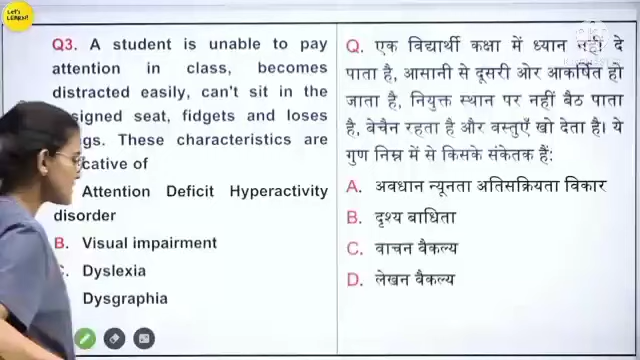 LET'S LEARN!
Q3. A student is unable to pay
attention in class, becomes
distracted easily, can't sit in the
signed seat, fidgets and loses
gs. These characteristics are
cative of
Attention Deficit Hyperactivity
disorder
B. Visual impairment
Dyslexia
Dysgraphia
Q. एक विद्यार्थी कक्षा में ध्यान नहीं दे
पाता है, आसानी से दूसरी ओर आकर्षित हो
जाता है, नियुक्त स्थान पर नहीं बैठ पाता
है, बेचैन रहता है और वस्तुएँ खो देता है। ये
गुण निम्न में से किसके संकेतक हैं:
A. अवधान न्यूनता अतिसक्रियता विकार
B. दृश्य बाधिता
C. वाचन वैकल्य
D. लेखन वैकल्य